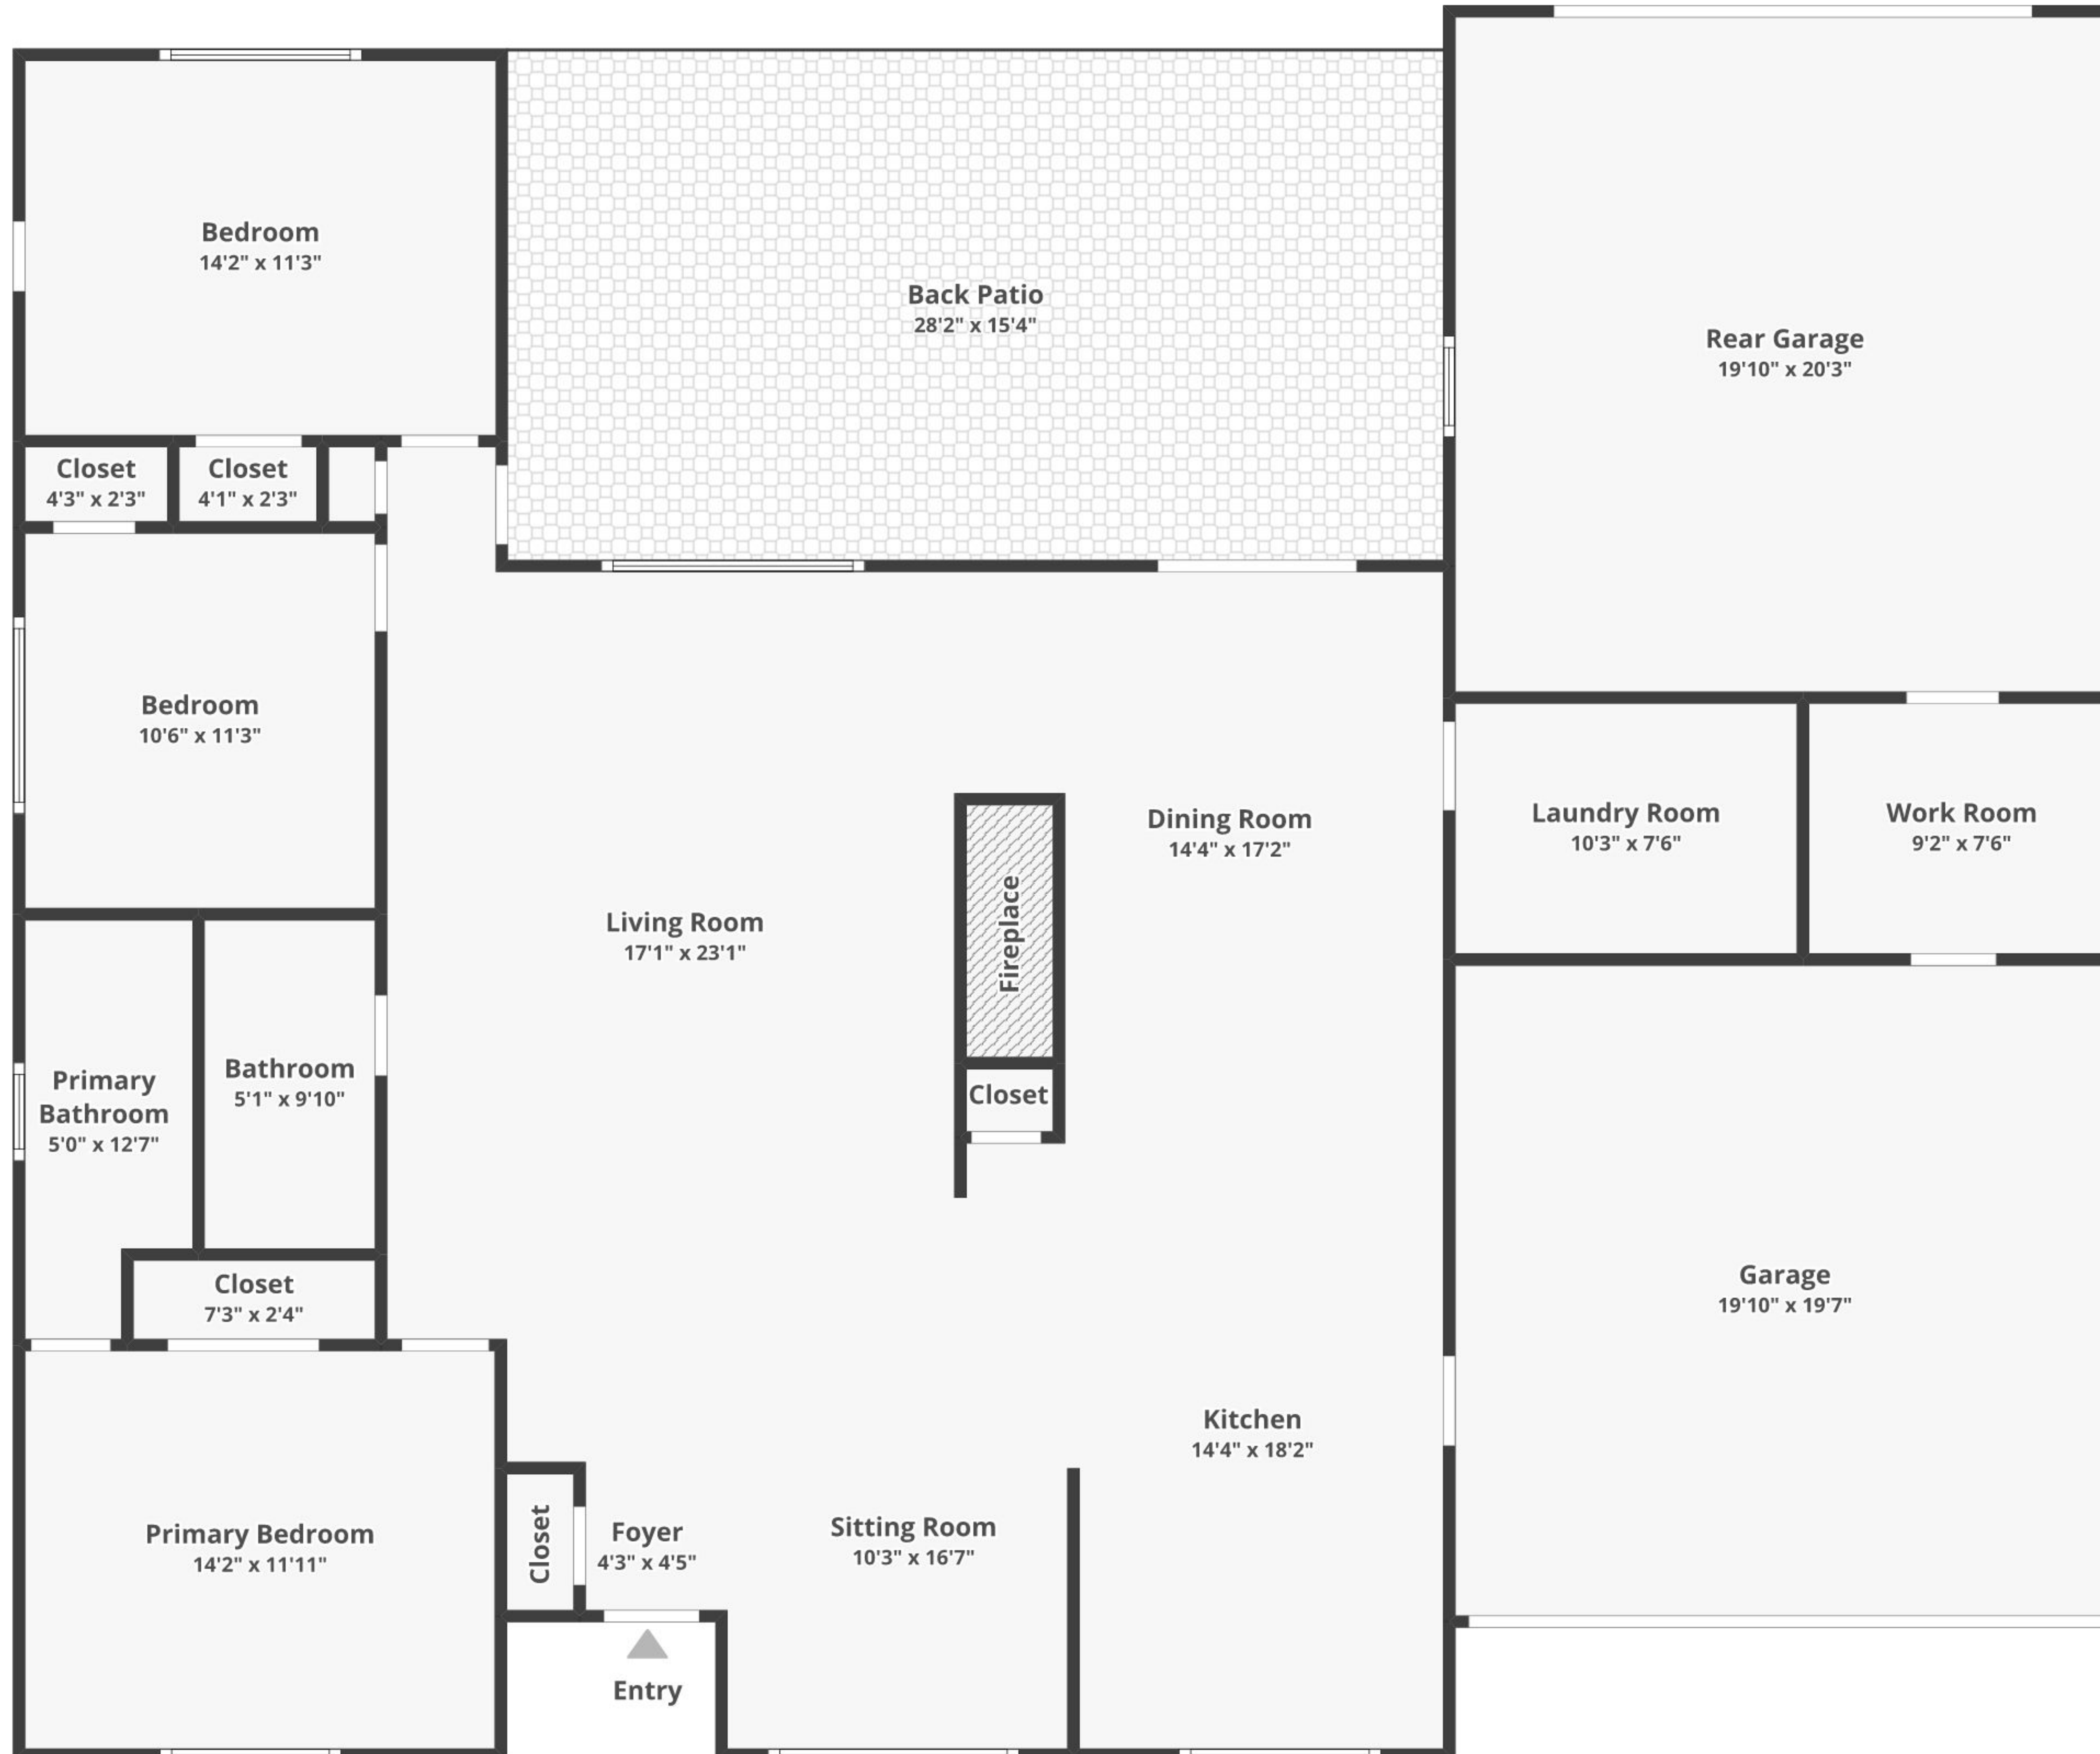 Bedroom
14'2" x 11'3"
Back Patio
28'2" x 15'4"
Rear Garage
19'10" x 20'3"
Closet
4'3" x 2'3"
Closet
4'1" x 2'3"
Bedroom
10'6" x 11'3"
Living Room
17'1" x 23'1"
Fireplace
Closet
Dining Room
14'4" x 17'2"
Laundry Room
10'3" x 7'6"
Work Room
9'2" x 7'6"
Primary
Bathroom
5'0" x 12'7"
Bathroom
5'1" x 9'10"
Closet
7'3" x 2'4"
Garage
19'10" x 19'7"
Kitchen
14'4" x 18'2"
Primary Bedroom
14'2" x 11'11"
Closet
Foyer
4'3" x 4'5"
Sitting Room
10'3" x 16'7"
Entry